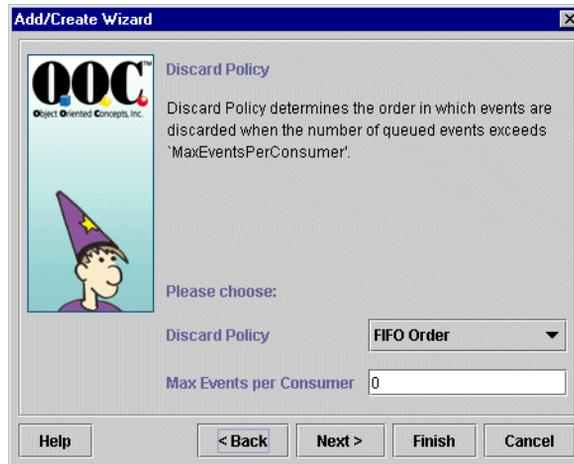 Add/Create Wizard
OOC™
Object Oriented Concepts, Inc.
Discard Policy
Discard Policy determines the order in which events are
discarded when the number of queued events exceeds
`MaxEventsPerConsumer'.
Please choose:
Discard Policy
FIFO Order
Max Events per Consumer
0
Help
< Back
Next >
Finish
Cancel